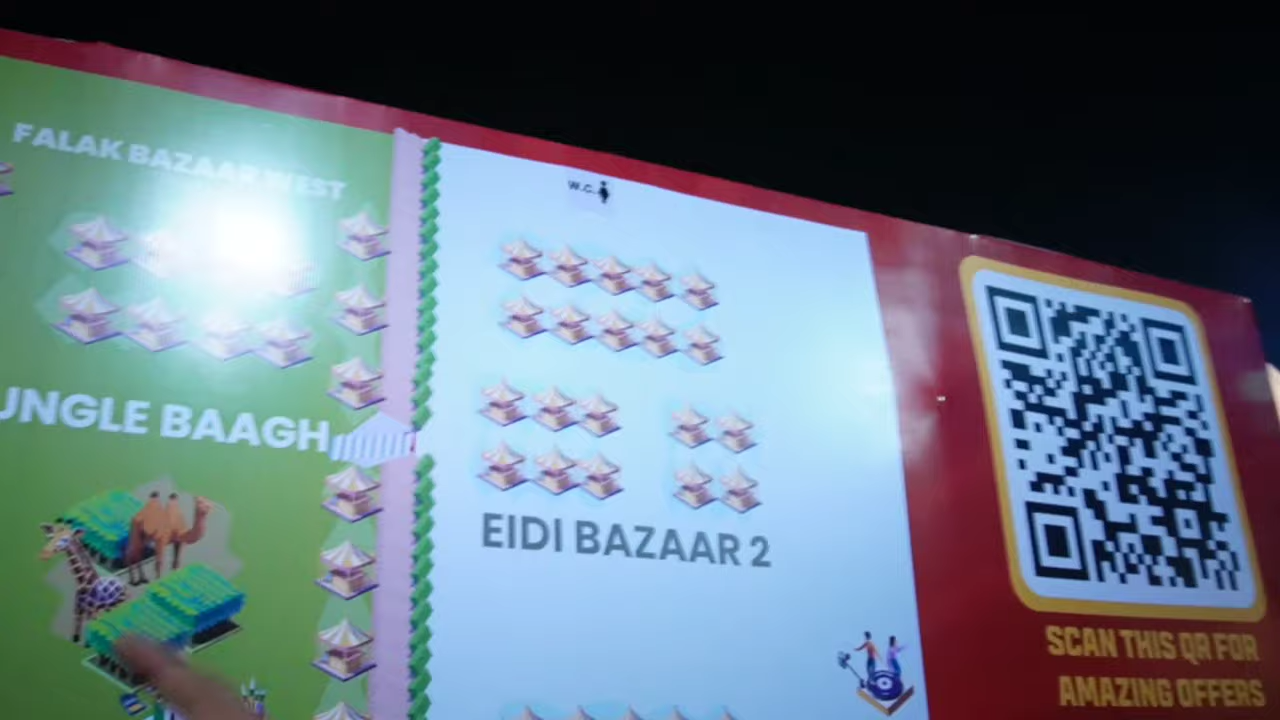 FALAK BAZAAR WEST
UNGLE BAAGH
W.C.
EIDI BAZAAR 2
SCAN THIS QR FOR
AMAZING OFFERS